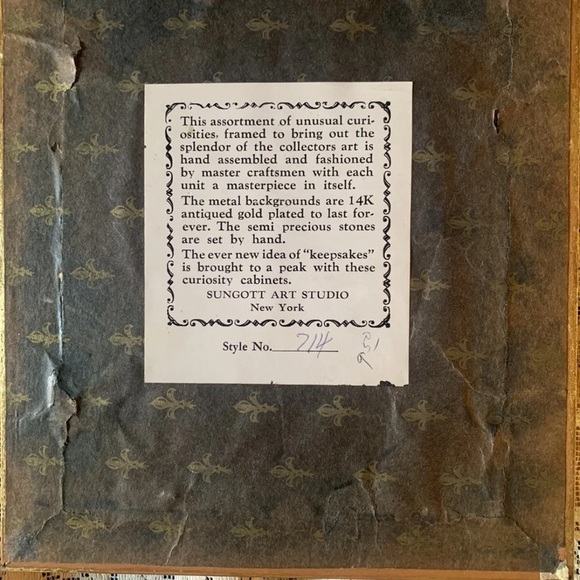 This assortment of unusual curi-
osities, framed to bring out the
splendor of the collectors art is
hand assembled and fashioned
by master craftsmen with each
unit a masterpiece in itself.
The metal backgrounds are 14K
antiqued gold plated to last for-
ever. The semi precious stones
are set by hand.
The ever new idea of "keepsakes"
is brought to a peak with these
curiosity cabinets.
SUNGOTT ART STUDIO
New York
Style No. 714